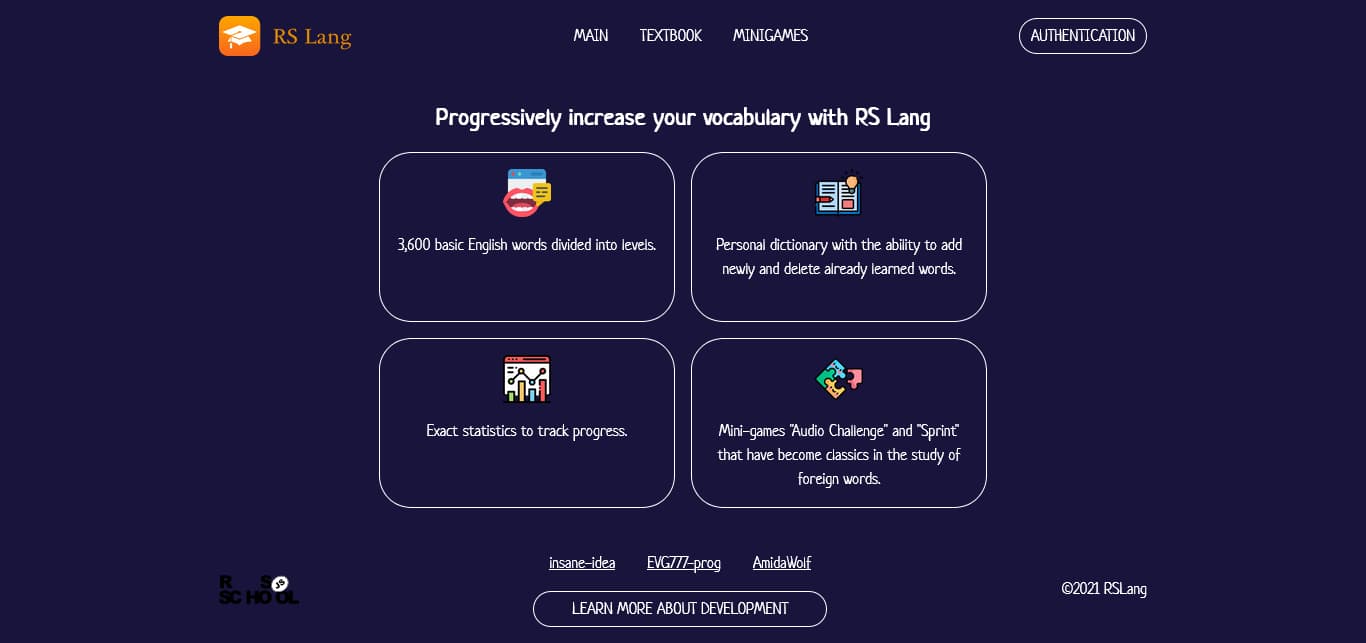 RS Lang
MAIN
TEXTBOOK
MINIGAMES
AUTHENTICATION
Progressively increase your vocabulary with RS Lang
3,600 basic English words divided into levels.
Personal dictionary with the ability to add
newly and delete already learned words.
Exact statistics to track progress.
Mini-games "Audio Challenge" and "Sprint"
that have become classics in the study of
foreign words.
insane-idea
EVG777-prog
AmidaWolf
R S
SCHOOL
JS
LEARN MORE ABOUT DEVELOPMENT
©2021 RSLang